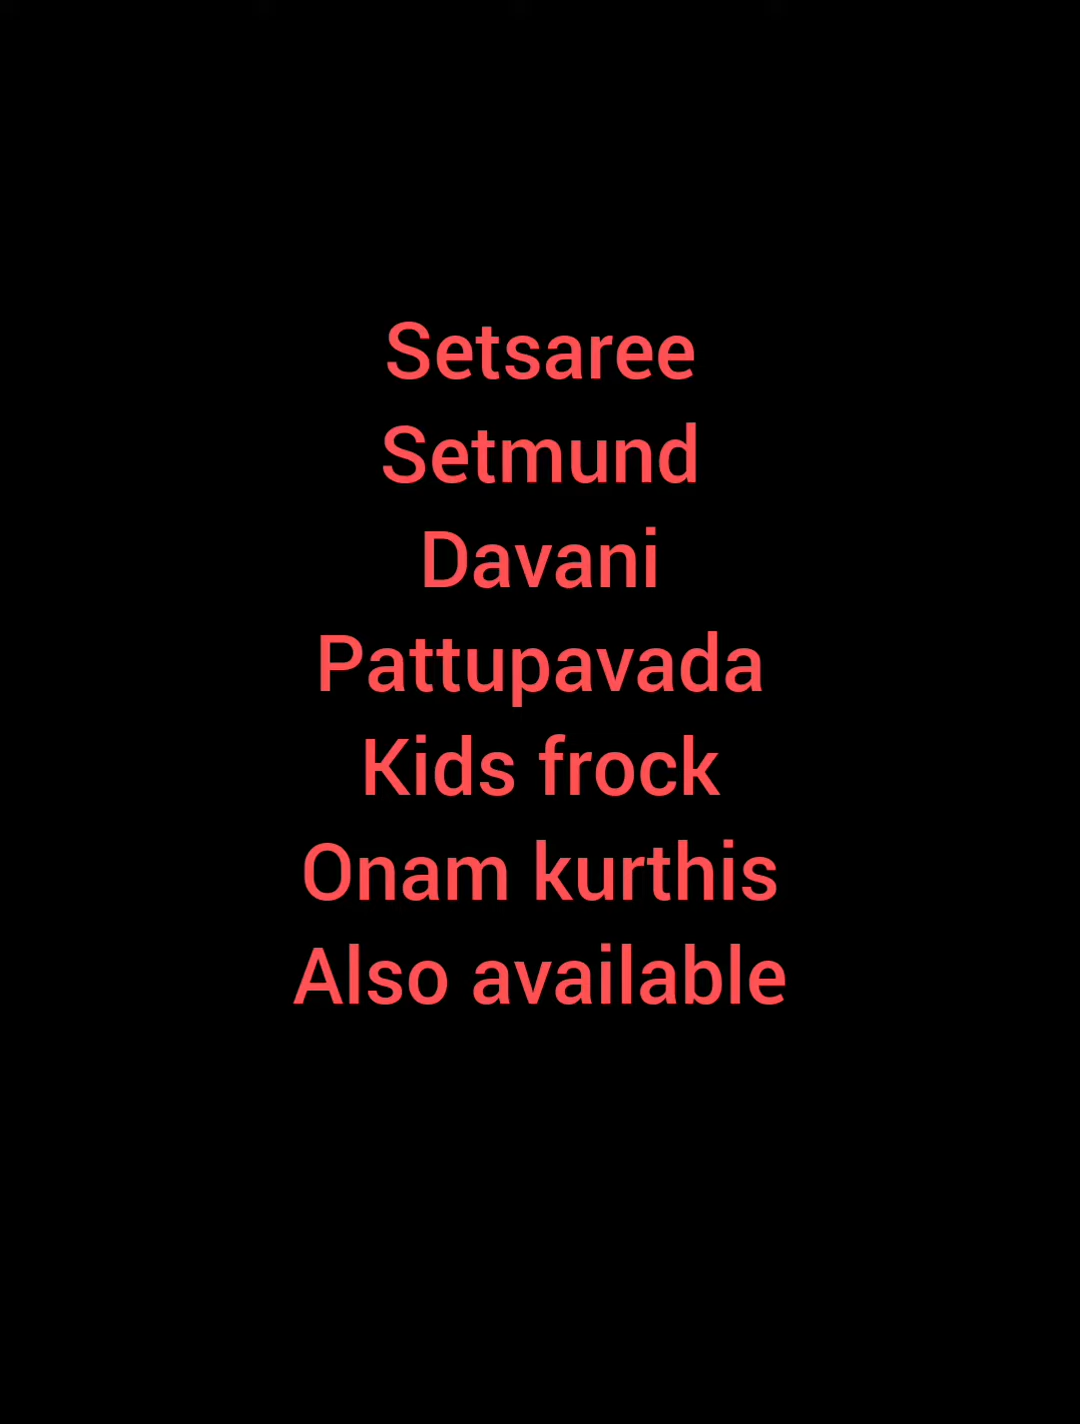 Setsaree
Setmund
Davani
Pattupavada
Kids frock
Onam kurthis
Also available